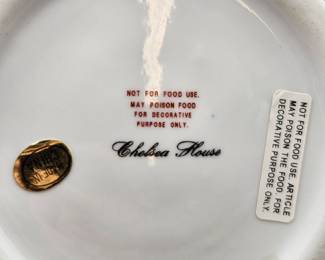 NOT FOR FOOD USE.
MAY POISON FOOD
FOR DECORATIVE
PURPOSE ONLY.
Chelsea House
NOT FOR FOOD USE. ARTICLE
MAY POISON THE FOOD. FOR
DECORATIVE PURPOSE ONLY.